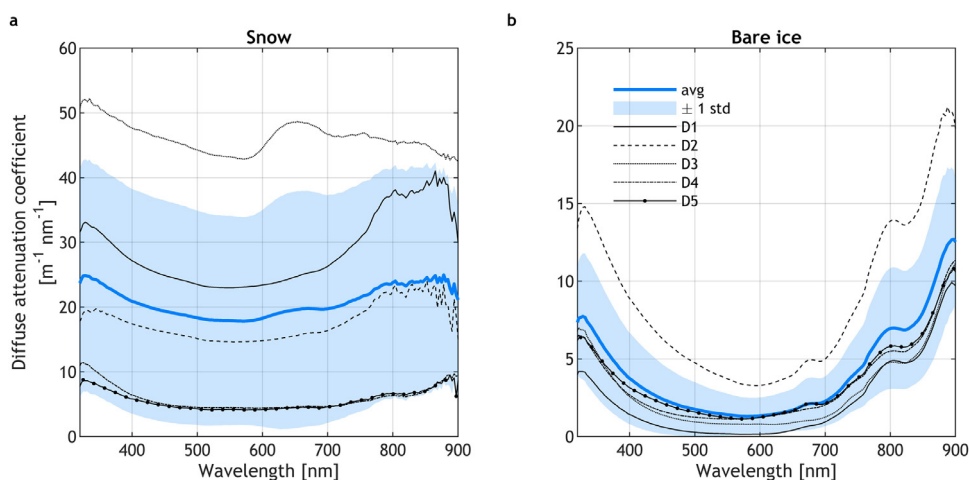 a
Snow
60
50
40
30
20
10
0
400 500 600 700 800 900
Wavelength [nm]
Diffuse attenuation coefficient
[m⁻¹ nm⁻¹]
b
Bare ice
25
20
15
10
5
0
avg
± 1 std
D1
D2
D3
D4
D5
400 500 600 700 800 900
Wavelength [nm]